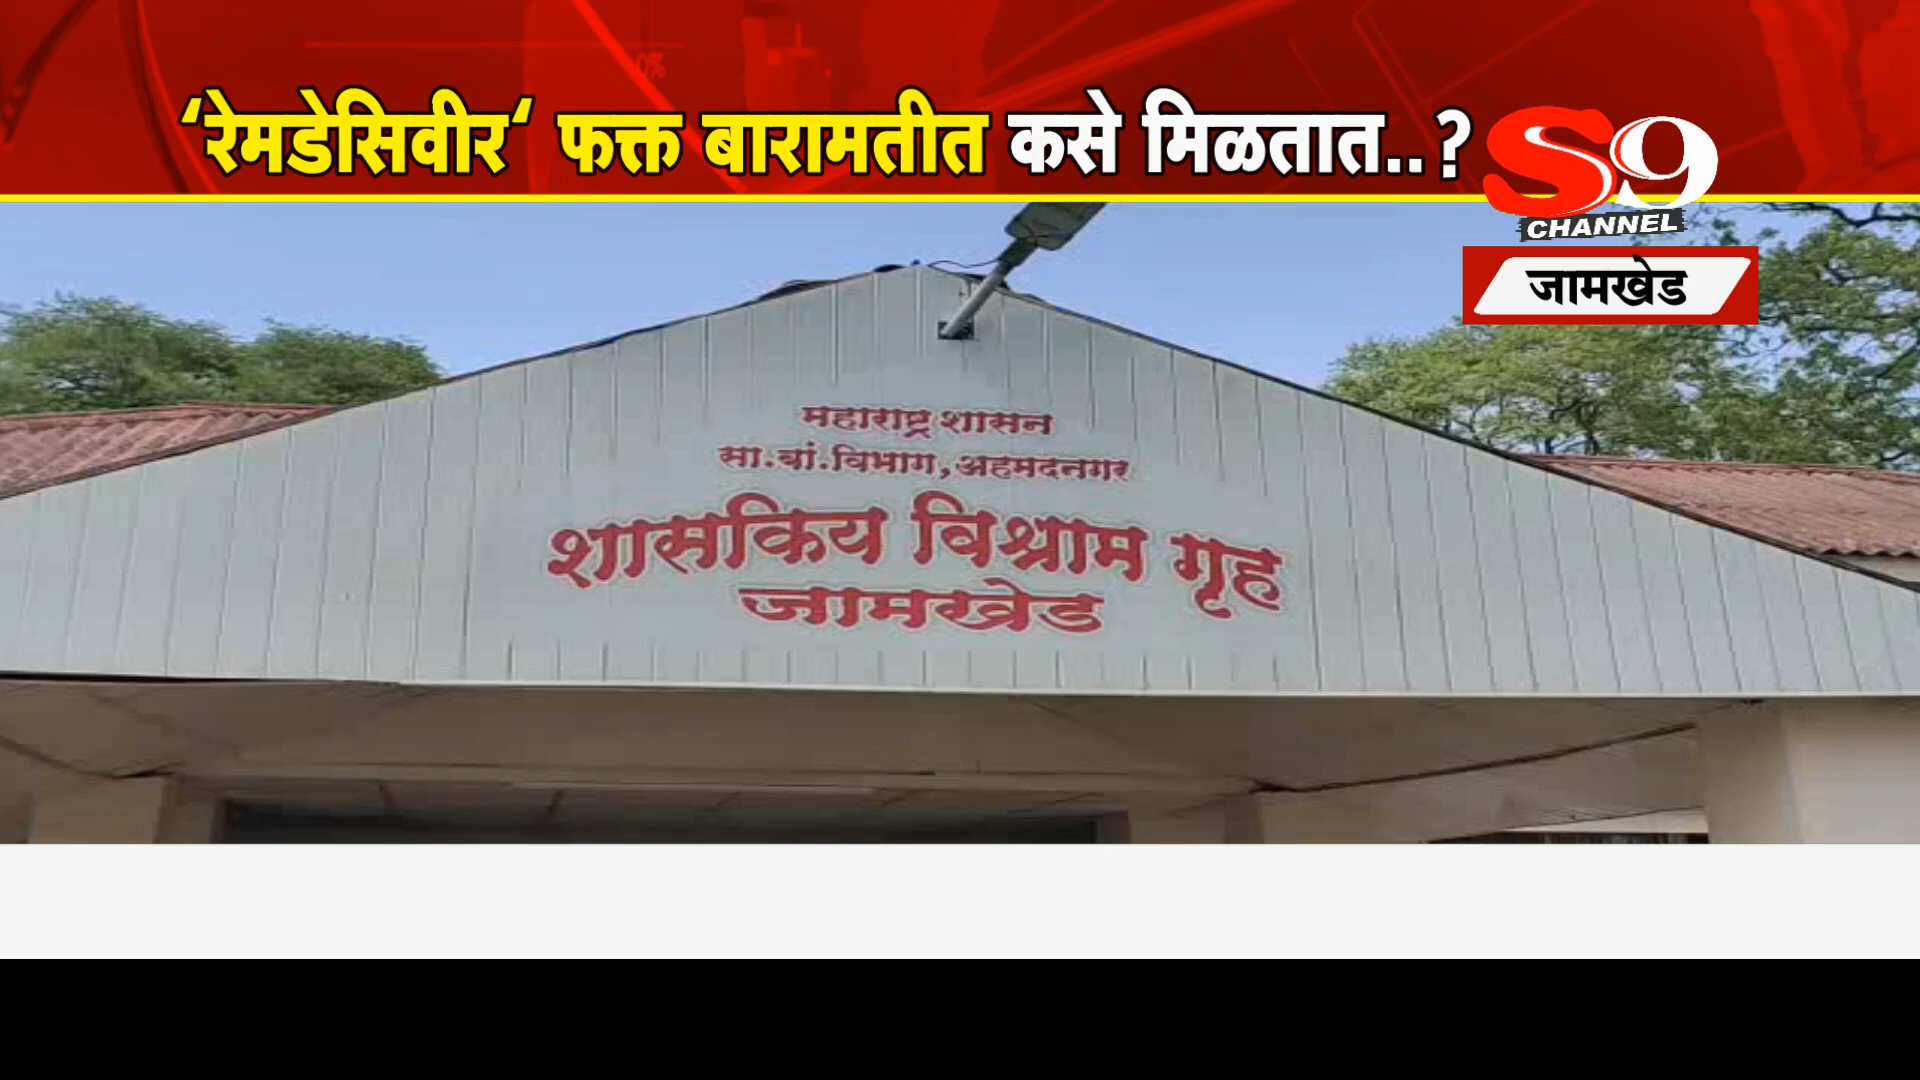 ‘रेमडेसिवीर‘ फक्त बारामतीत कसे मिळतात..?
S9
CHANNEL
जामखेड
महाराष्ट्र शासन
सा.बां.विभाग,अहमदनगर
शासकिय विश्राम गृह
जामखेड